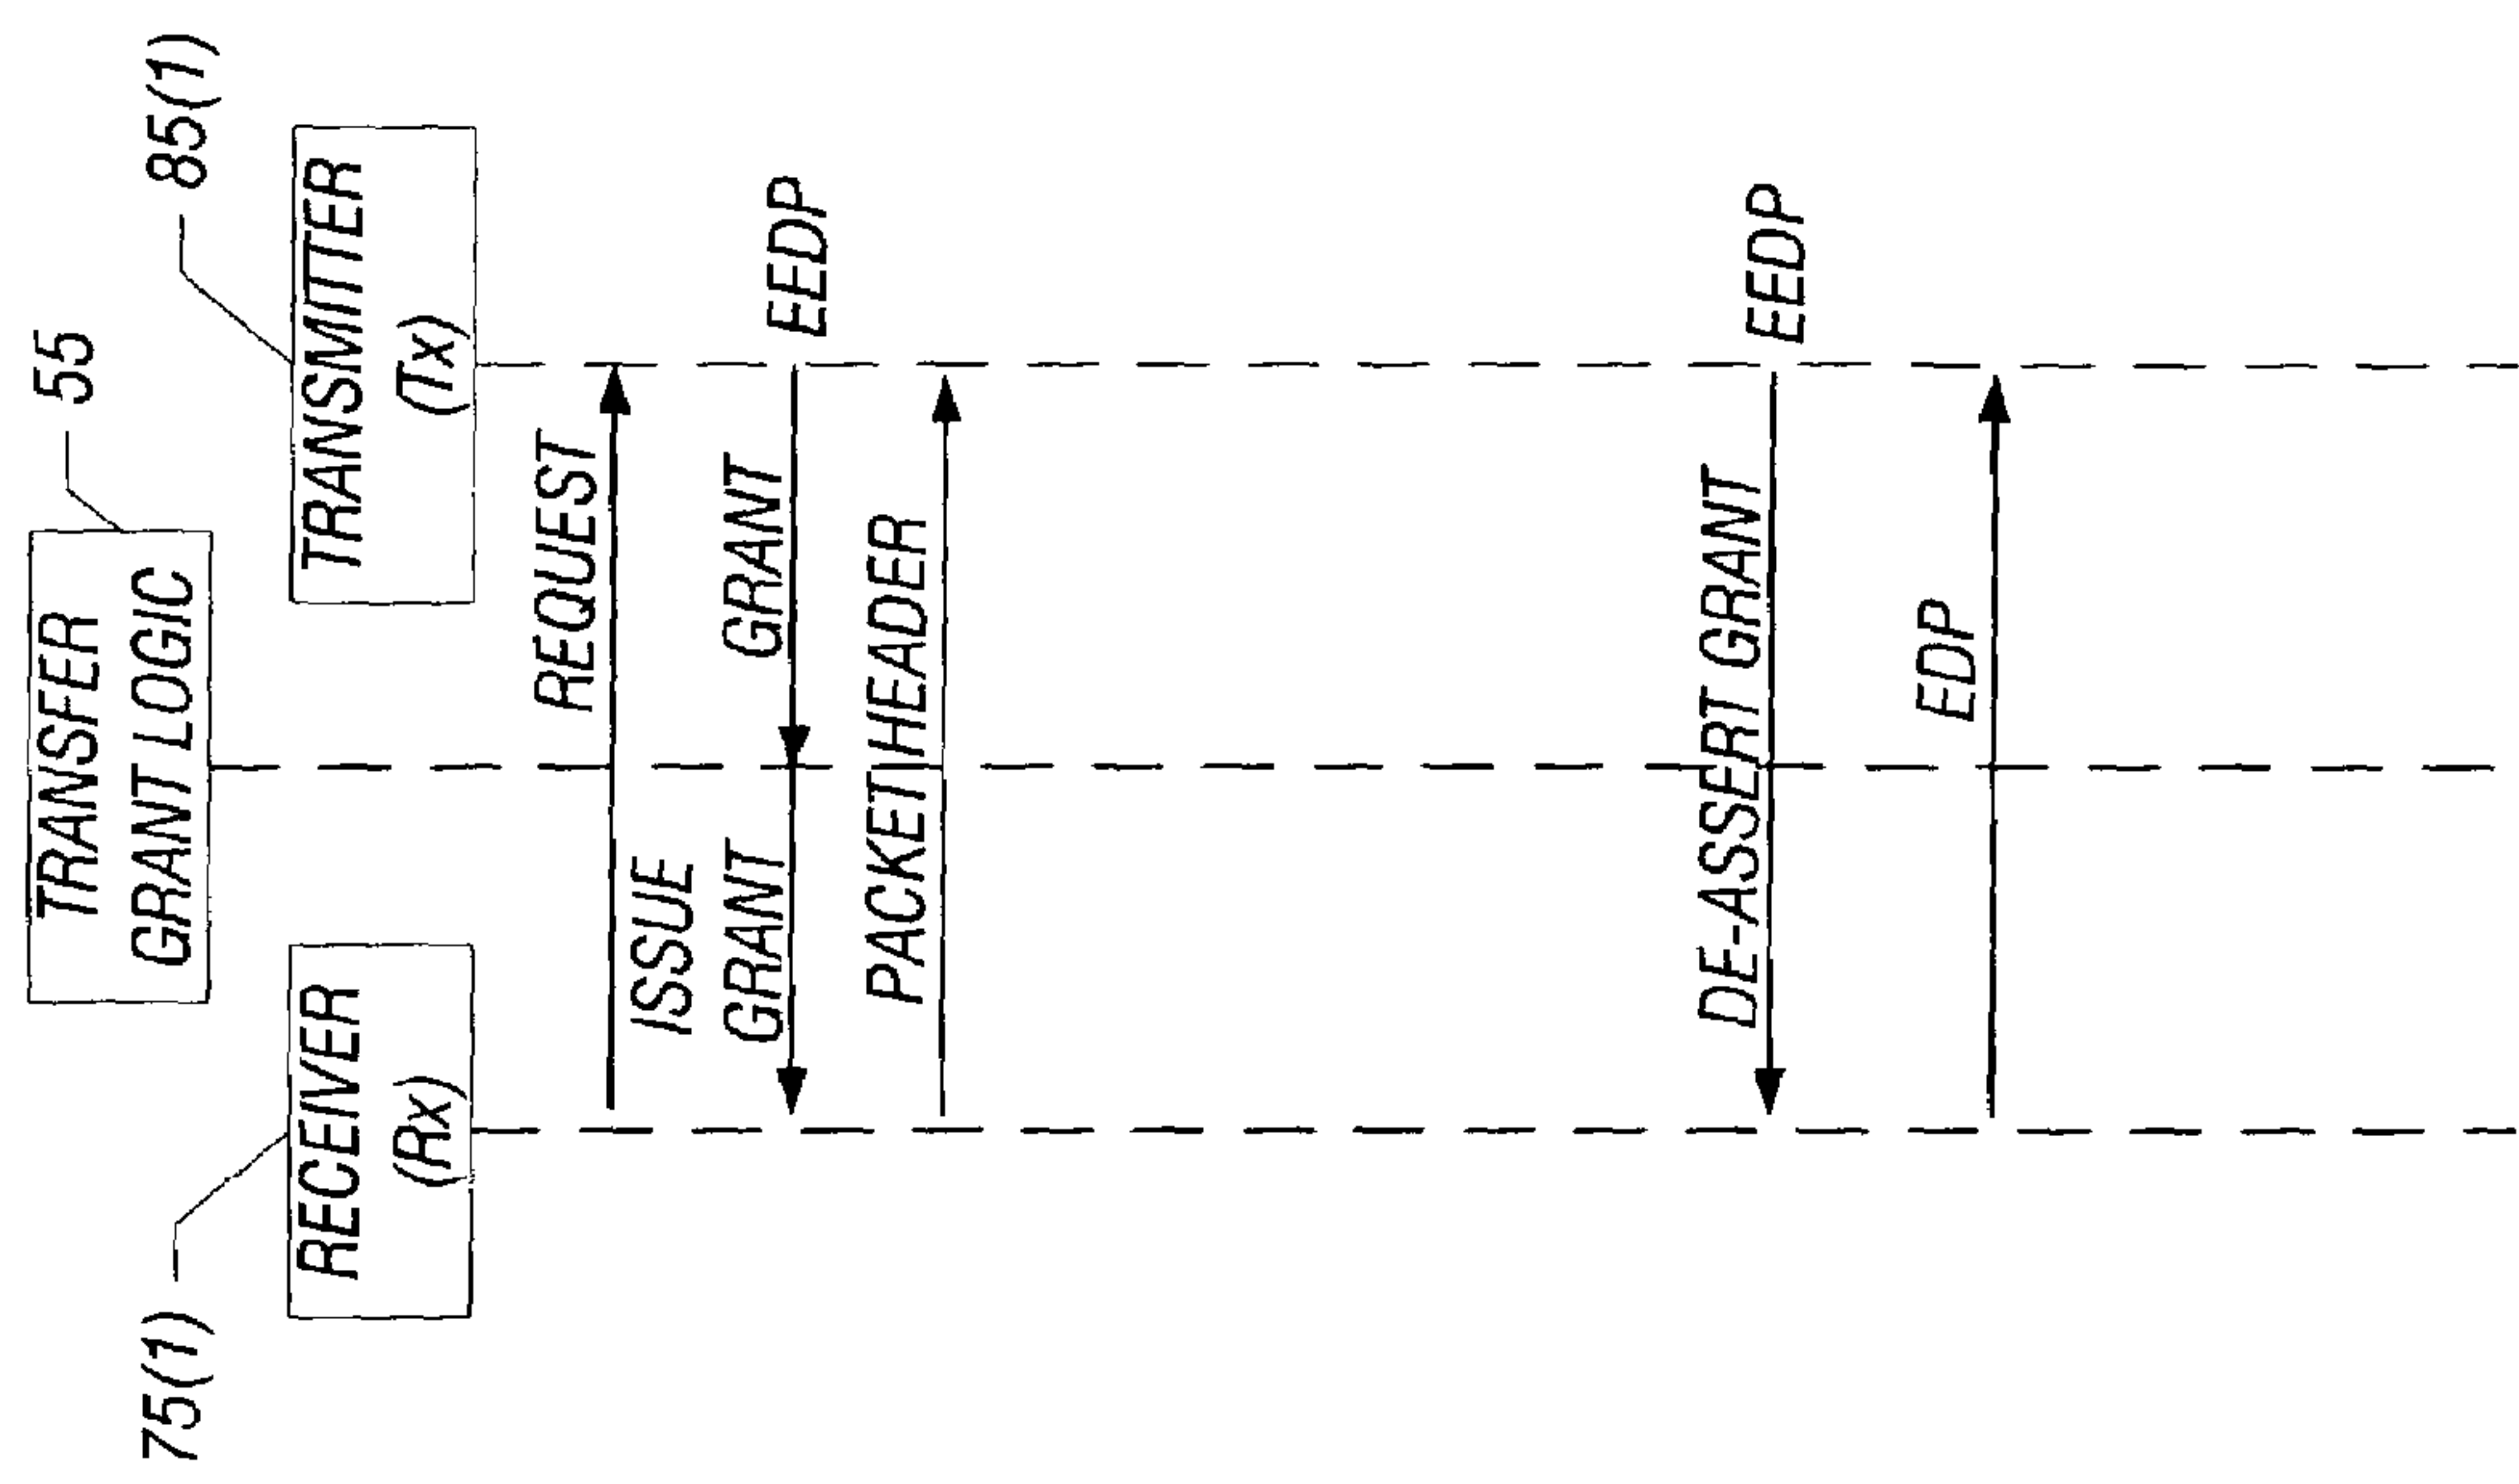 55
TRANSFER
GRANT LOGIC
75(1)
85(1)
RECEIVER
(Rx)
TRANSMITTER
(Tx)
REQUEST
ISSUE
GRANT
GRANT
EEDP
PACKET HEADER
DE-ASSERT GRANT
EEDP
EDP